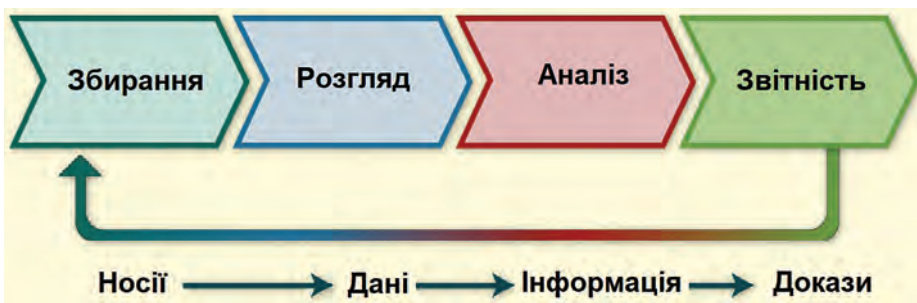 Збирання Розгляд Аналіз Звітність
Носії Дані Інформація Докази